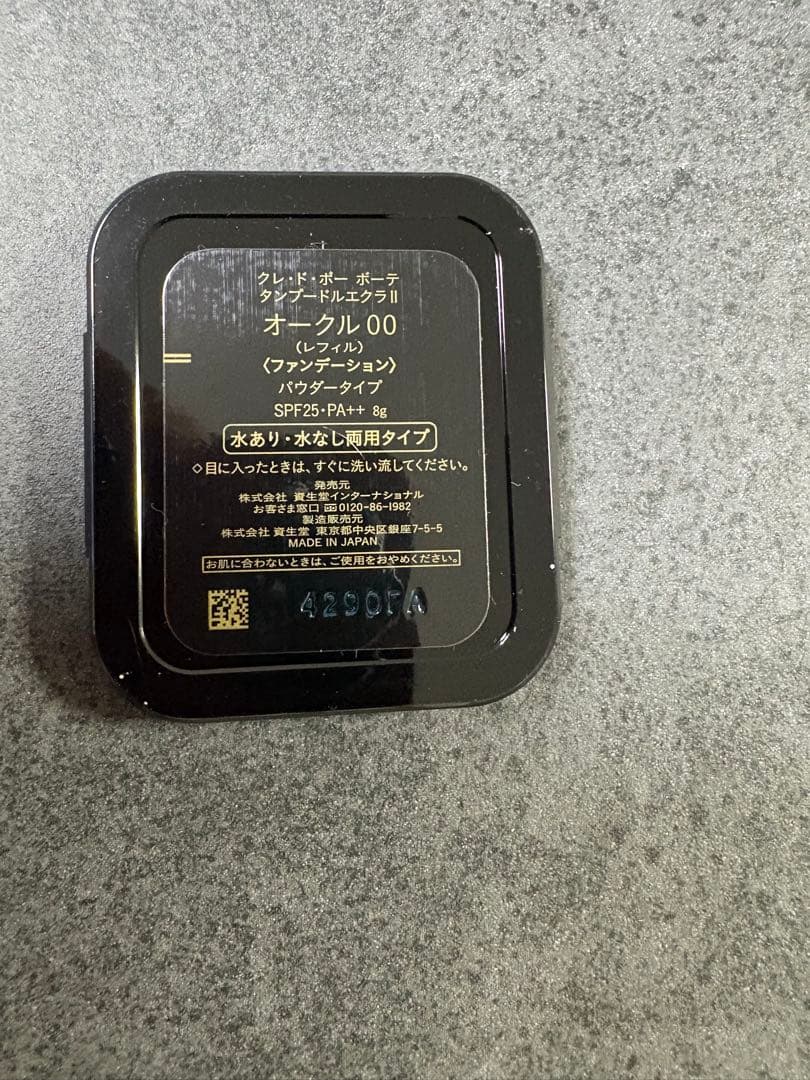 クレ・ド・ポー ボーテ
タンプードルエクラⅡ
オークル 00
(レフィル)
〈ファンデーション〉
パウダータイプ
SPF25・PA++ 8g
水あり・水なし両用タイプ
◇目に入ったときは、すぐに洗い流してください。
発売元
株式会社 資生堂インターナショナル
お客さま窓口 0120-86-1982
製造販売元
株式会社 資生堂 東京都中央区銀座7-5-5
MADE IN JAPAN
お肌に合わないときは、ご使用をおやめください。
4290FA